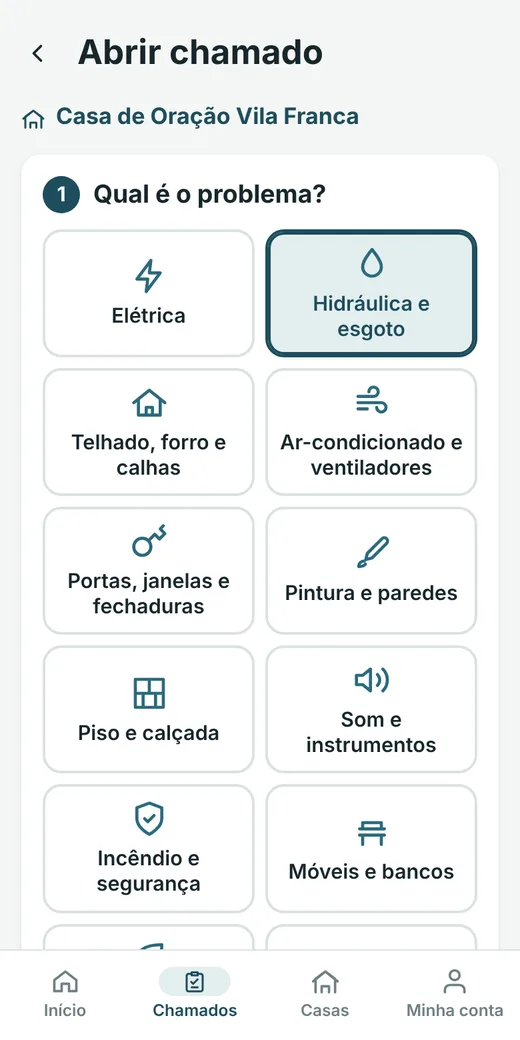 Abrir chamado
Casa de Oração Vila Franca
1 Qual é o problema?
Elétrica
Hidráulica e
esgoto
Telhado, forro e
calhas
Ar-condicionado e
ventiladores
Portas, janelas e
fechaduras
Pintura e paredes
Piso e calçada
Som e
instrumentos
Incêndio e
segurança
Móveis e bancos
Início
Chamados
Casas
Minha conta